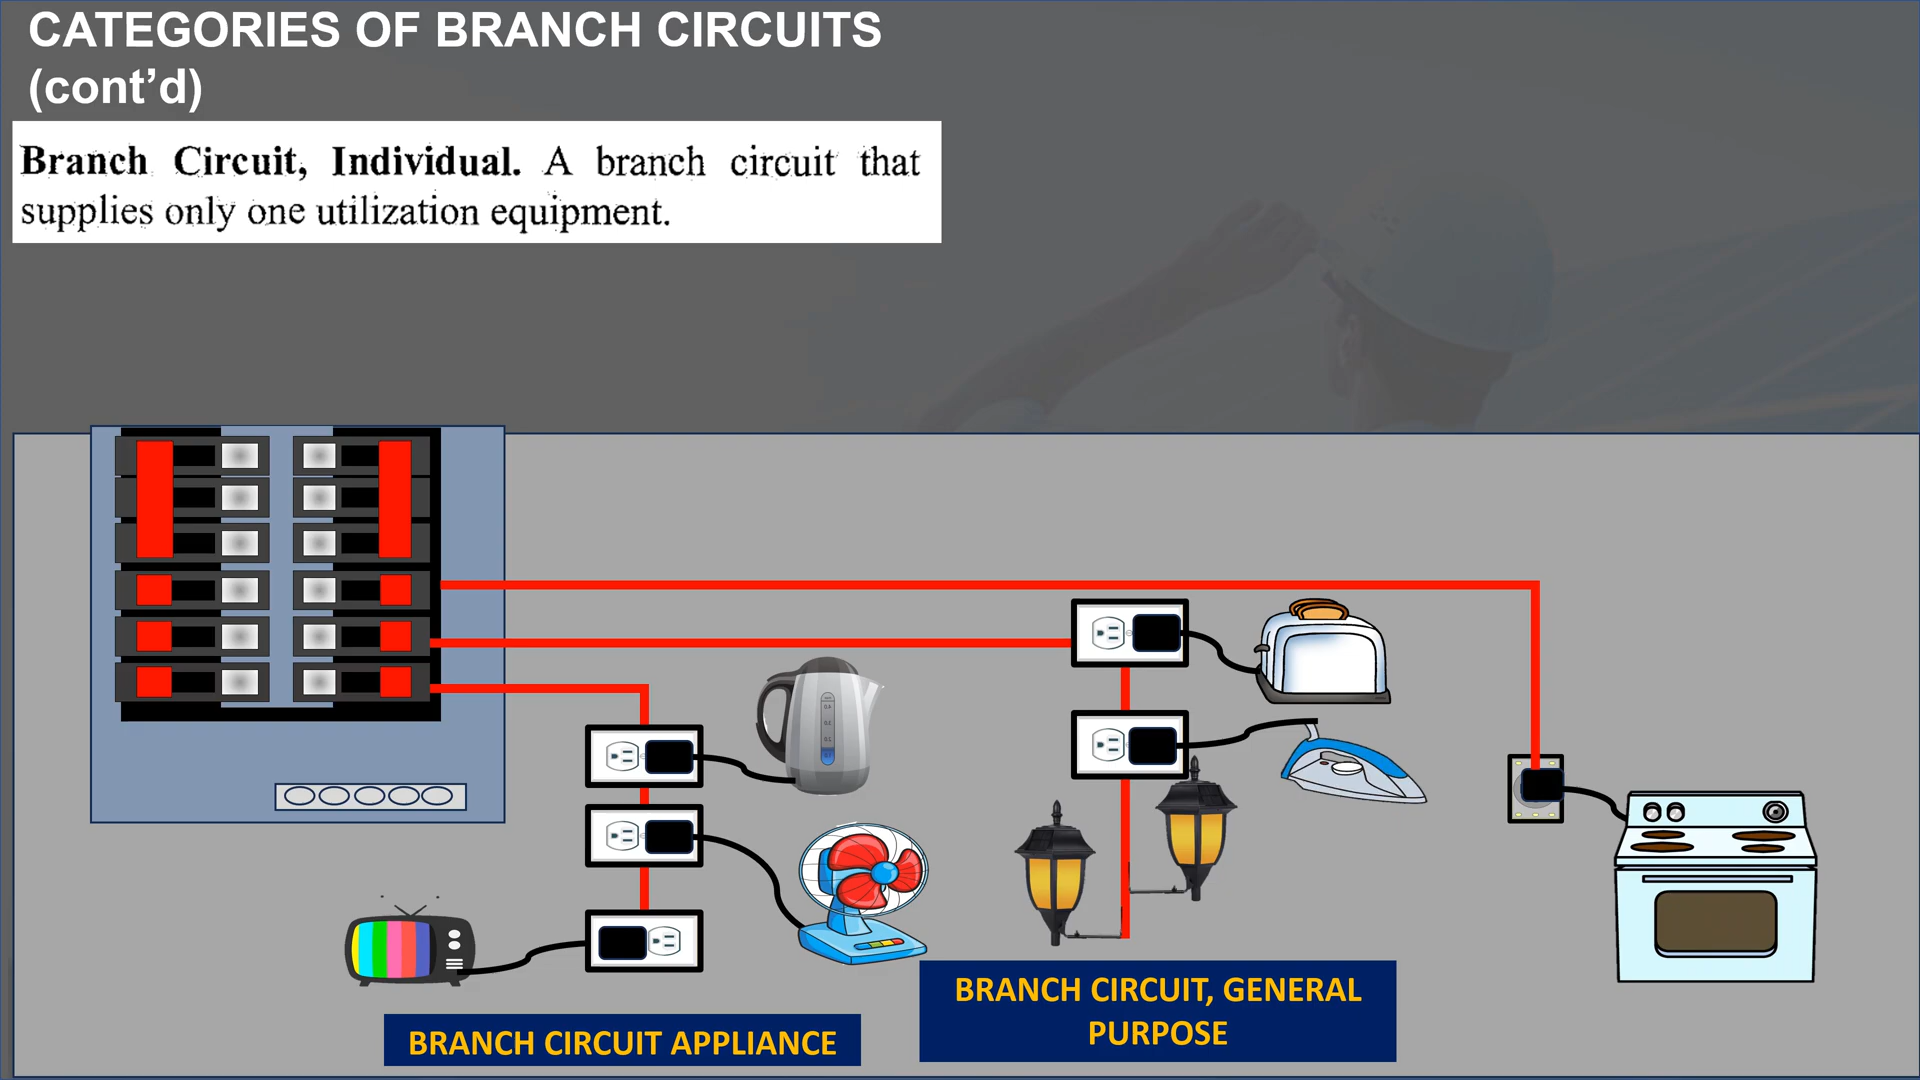 CATEGORIES OF BRANCH CIRCUITS
(cont’d)
Branch Circuit, Individual. A branch circuit that
supplies only one utilization equipment.
BRANCH CIRCUIT APPLIANCE
BRANCH CIRCUIT, GENERAL
PURPOSE